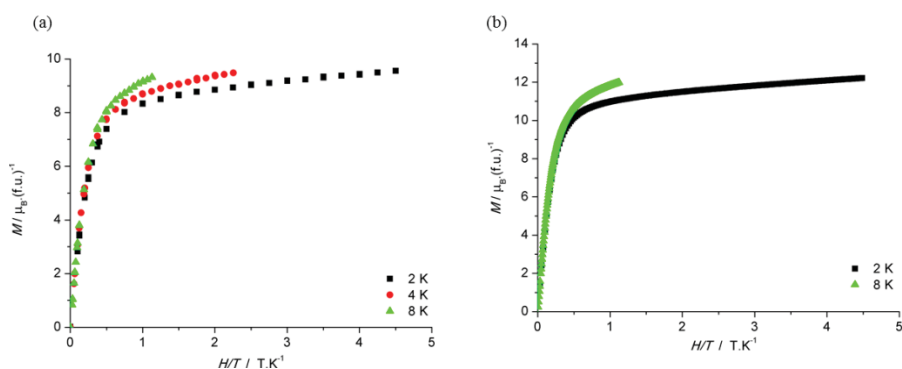 (a)
10
8
6
4
2
0
M / μB.(f.u.)-1
0 1 2 3 4 5
H/T / T.K-1
2 K
4 K
8 K
(b)
14
12
10
8
6
4
2
0
M / μB.(f.u.)-1
0 1 2 3 4 5
H/T / T.K-1
2 K
8 K